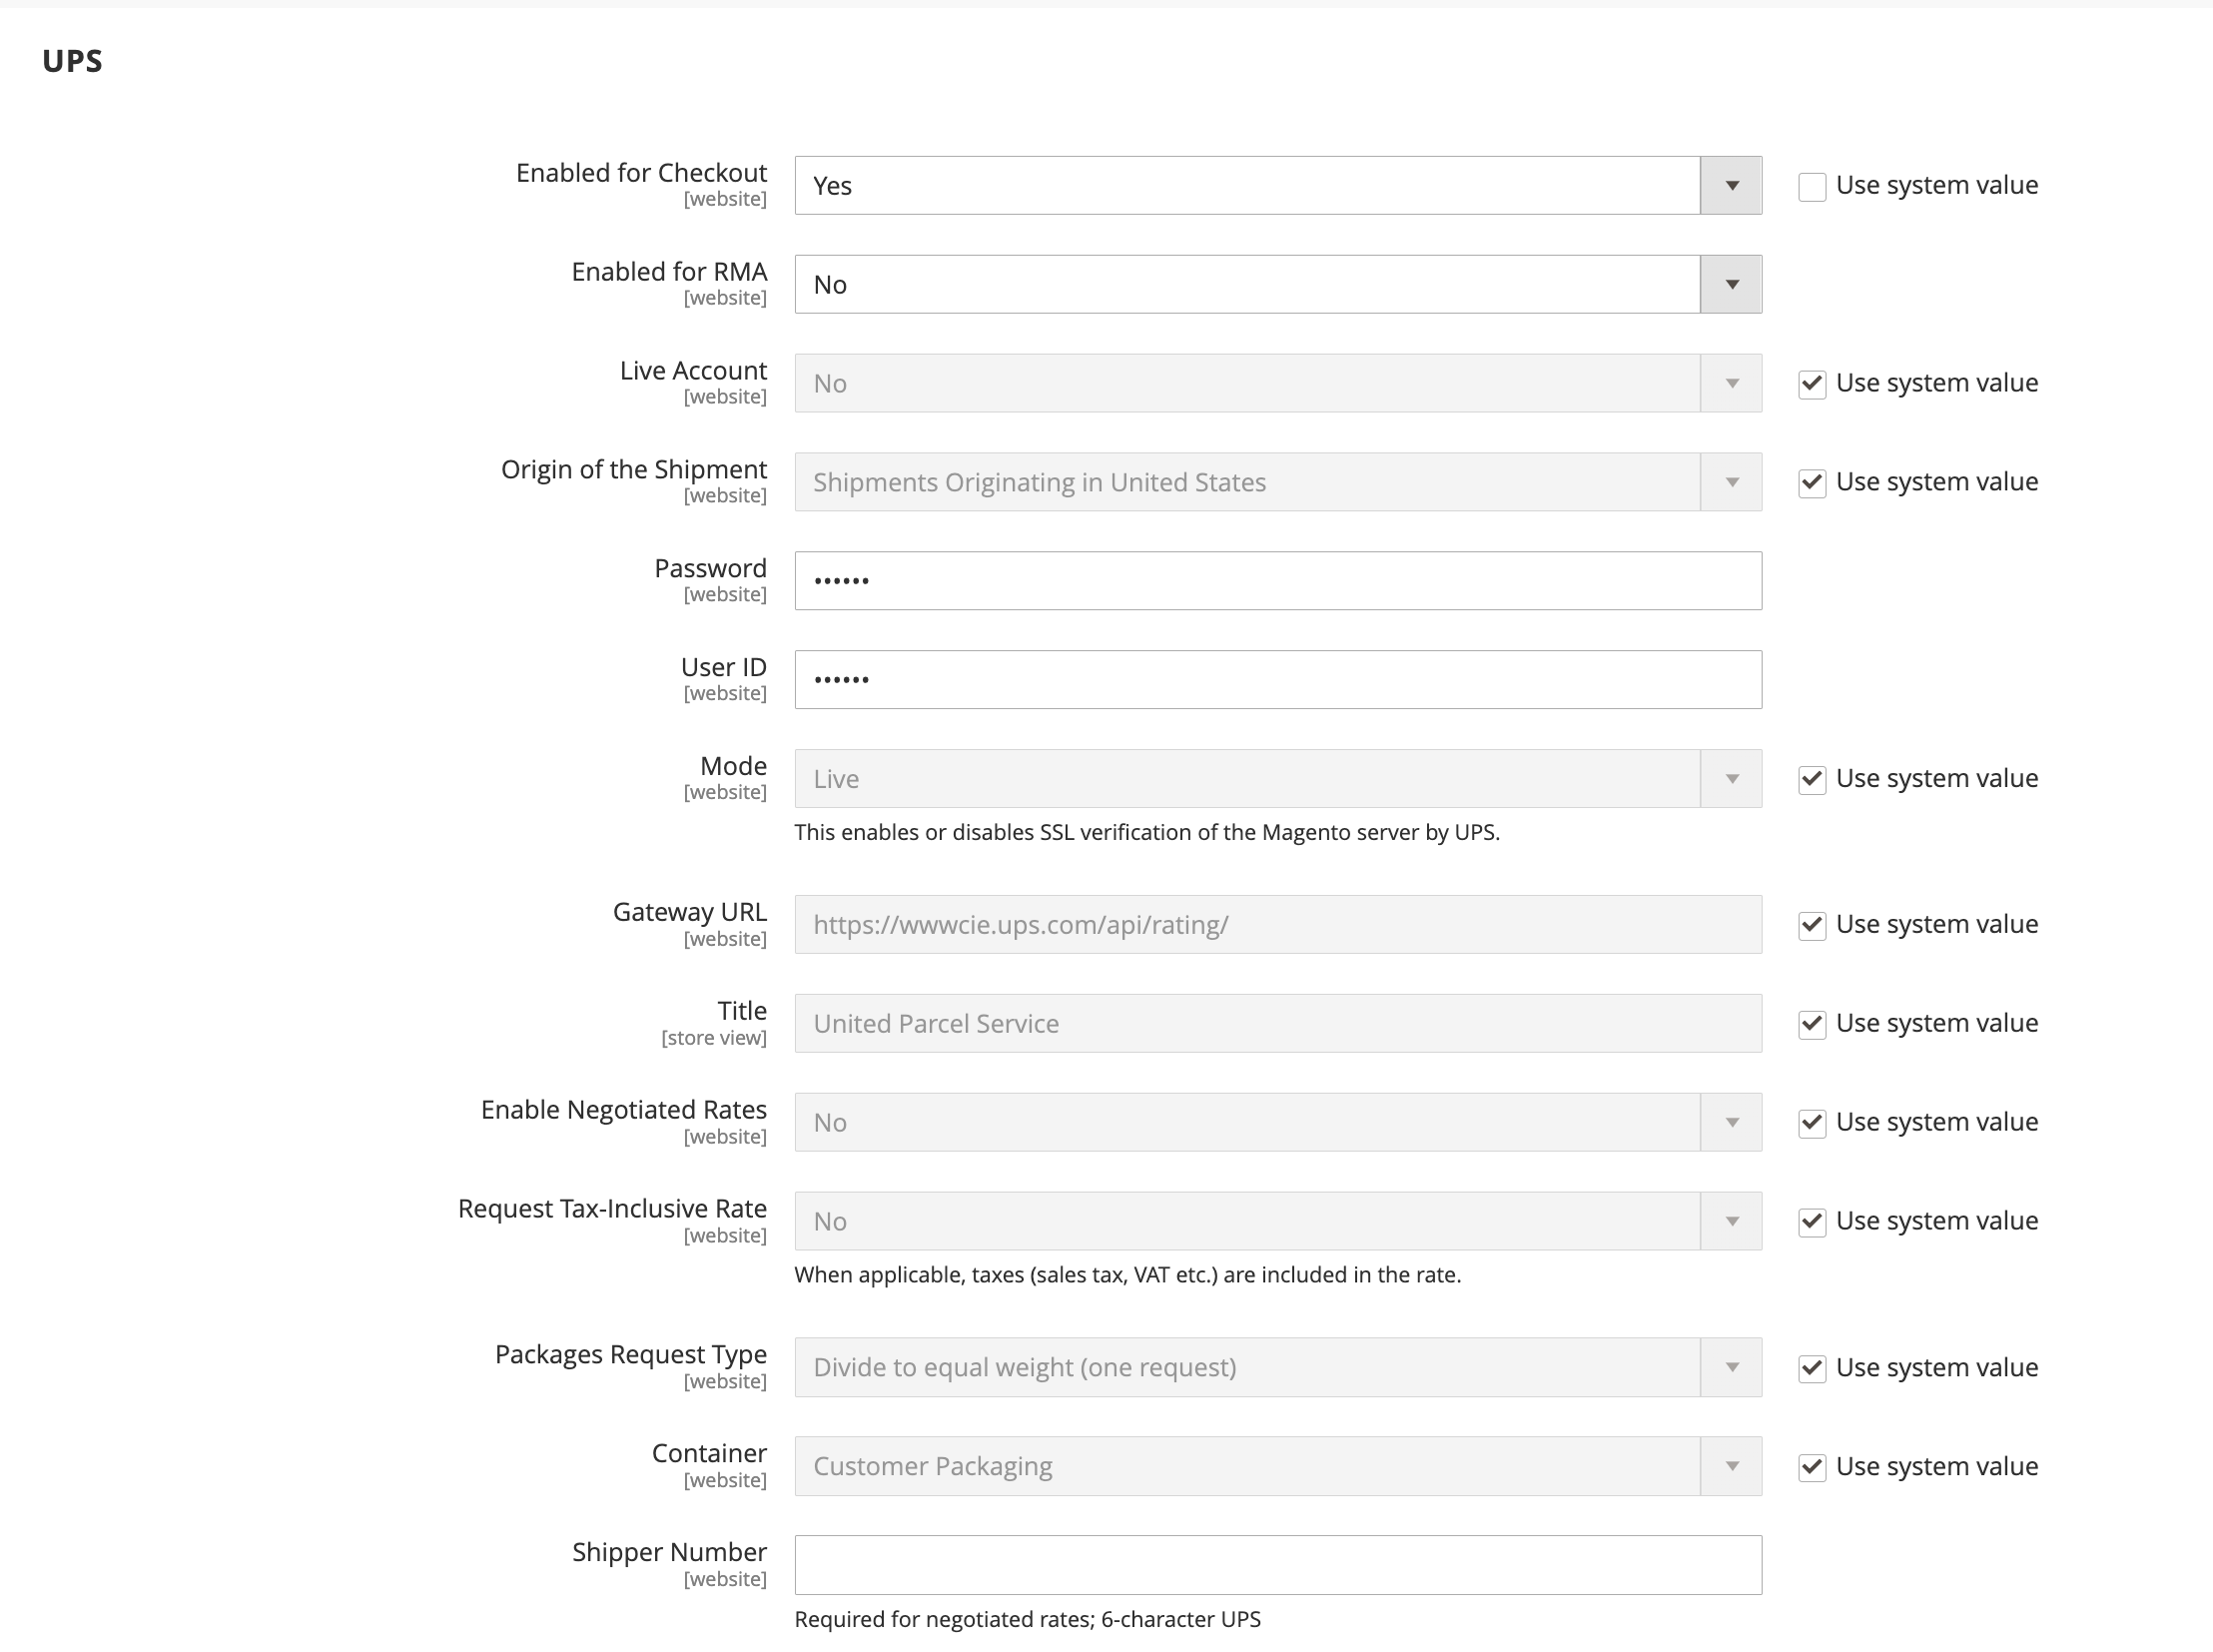 UPS
Enabled for Checkout
[website]
Yes
Use system value
Enabled for RMA
[website]
No
Live Account
[website]
No
Use system value
Origin of the Shipment
[website]
Shipments Originating in United States
Use system value
Password
[website]
••••••
User ID
[website]
••••••
Mode
[website]
Live
Use system value
This enables or disables SSL verification of the Magento server by UPS.
Gateway URL
[website]
https://wwwcie.ups.com/api/rating/
Use system value
Title
[store view]
United Parcel Service
Use system value
Enable Negotiated Rates
[website]
No
Use system value
Request Tax-Inclusive Rate
[website]
No
Use system value
When applicable, taxes (sales tax, VAT etc.) are included in the rate.
Packages Request Type
[website]
Divide to equal weight (one request)
Use system value
Container
[website]
Customer Packaging
Use system value
Shipper Number
[website]
Required for negotiated rates; 6-character UPS